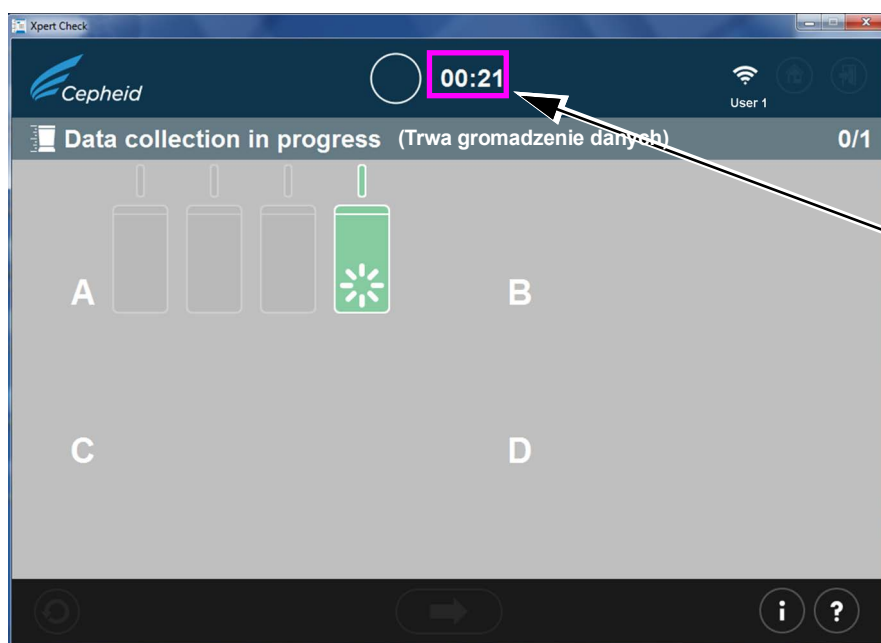 Xpert Check
Cepheid
00:21
User 1
Data collection in progress (Trwa gromadzenie danych) 0/1
A
B
C
D
i ?